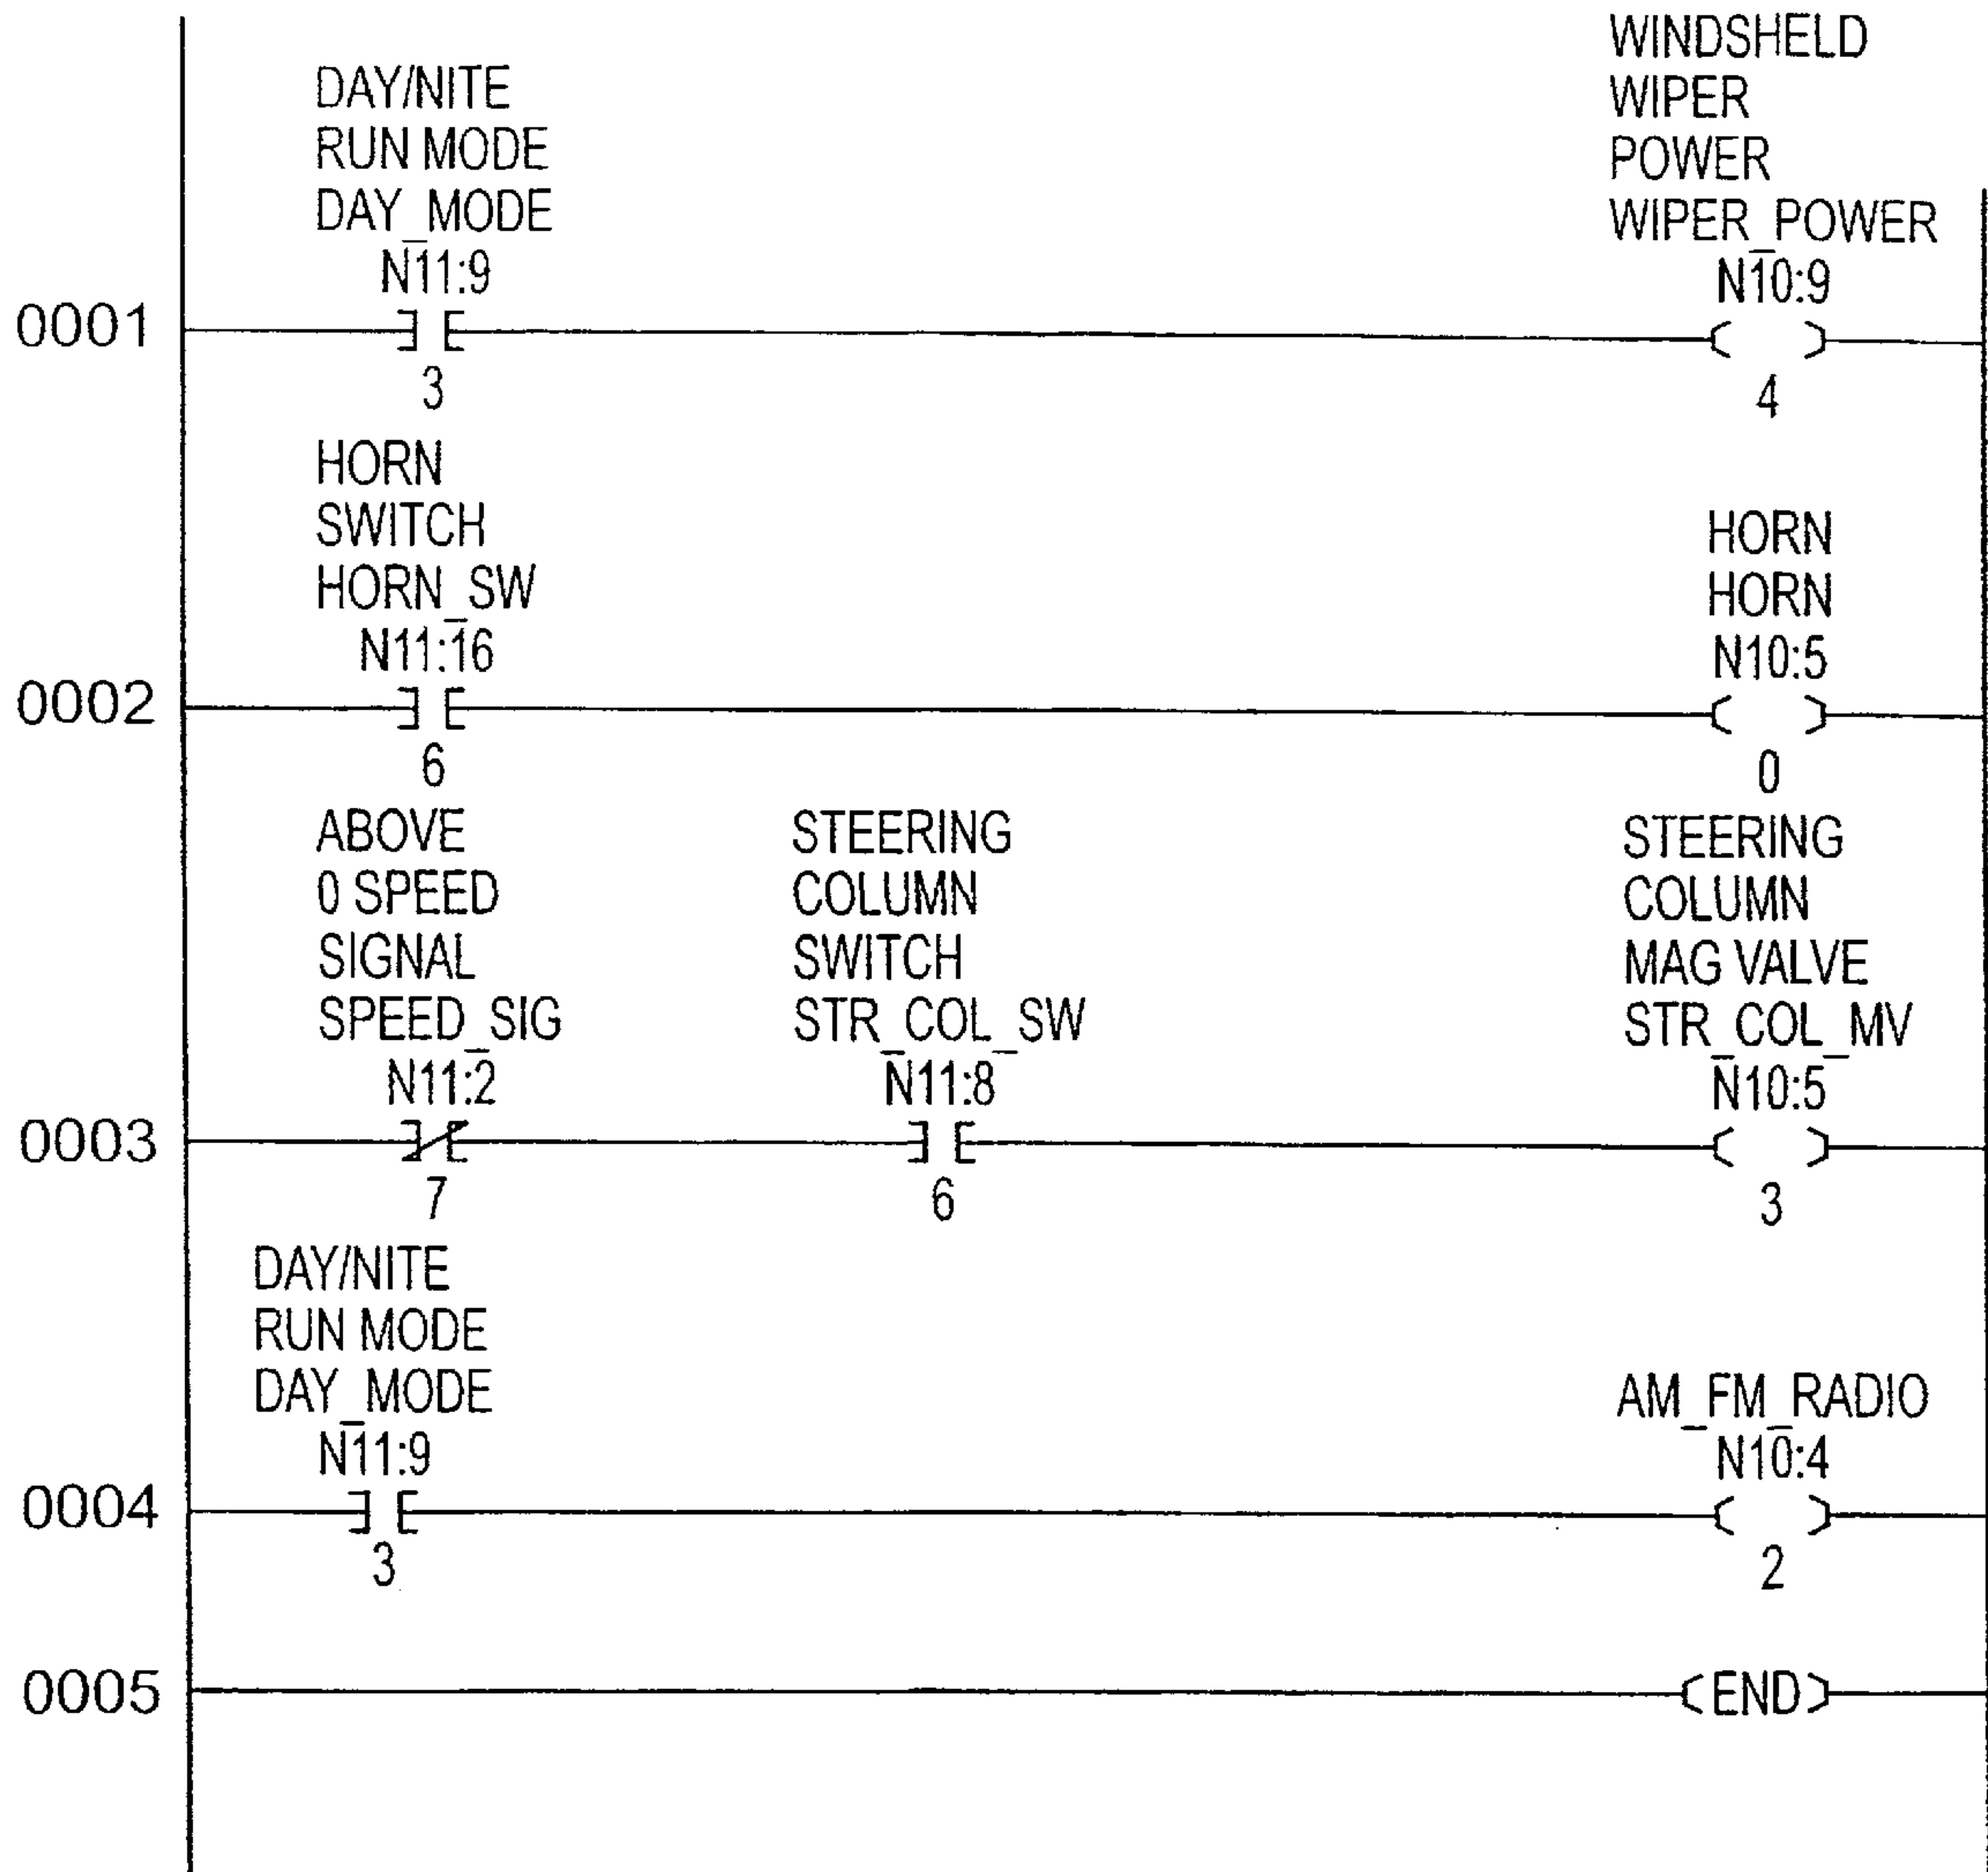 DAY/NITE
RUN MODE
DAY_MODE
N11:9
3
WINDSHELD
WIPER
POWER
WIPER_POWER
N10:9
4
0001
HORN
SWITCH
HORN_SW
N11:16
6
HORN
HORN
N10:5
0
0002
ABOVE
0 SPEED
SIGNAL
SPEED_SIG
N11:2
7
STEERING
COLUMN
SWITCH
STR_COL_SW
N11:8
6
STEERING
COLUMN
MAG VALVE
STR_COL_MV
N10:5
3
0003
DAY/NITE
RUN MODE
DAY_MODE
N11:9
3
AM_FM_RADIO
N10:4
2
0004
0005
END